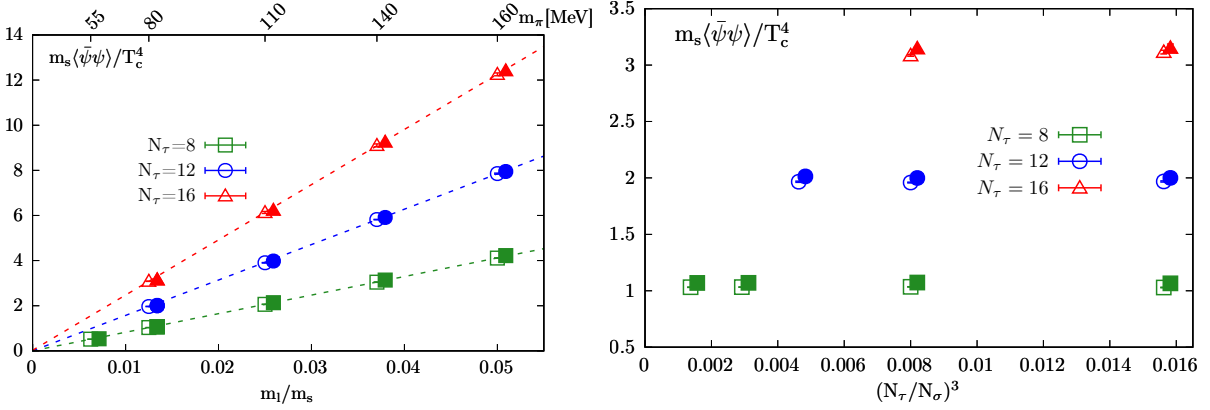 55 80 110 140 160 m_π[MeV]
14
12
10
8
6
4
2
0
m_s⟨ψ̄ψ⟩/T_c^4
N_τ=8
N_τ=12
N_τ=16
0 0.01 0.02 0.03 0.04 0.05
m_l/m_s
3.5
3
2.5
2
1.5
1
0.5
m_s⟨ψ̄ψ⟩/T_c^4
N_τ = 8
N_τ = 12
N_τ = 16
0 0.002 0.004 0.006 0.008 0.01 0.012 0.014 0.016
(N_τ/N_σ)^3